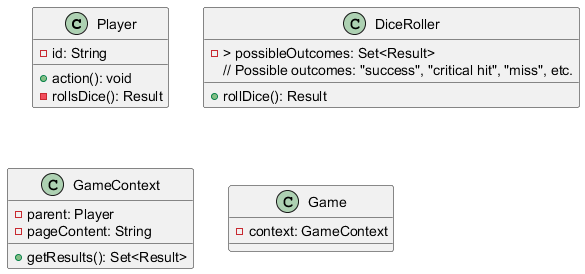 C Player
id: String
action(): void
rollsDice(): Result
C DiceRoller
> possibleOutcomes: Set<Result>
// Possible outcomes: "success", "critical hit", "miss", etc.
rollDice(): Result
C GameContext
parent: Player
pageContent: String
getResults(): Set<Result>
C Game
context: GameContext